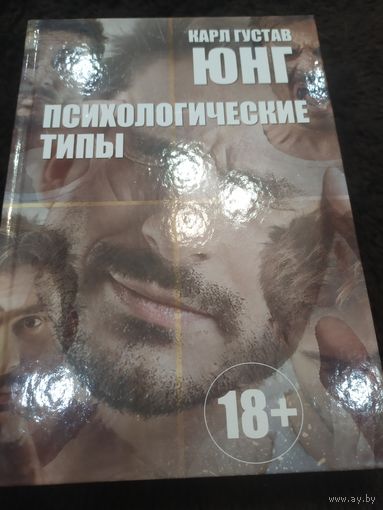 КАРЛ ГУСТАВ
ЮНГ
ПСИХОЛОГИЧЕСКИЕ
ТИПЫ
18+
www.ay.by